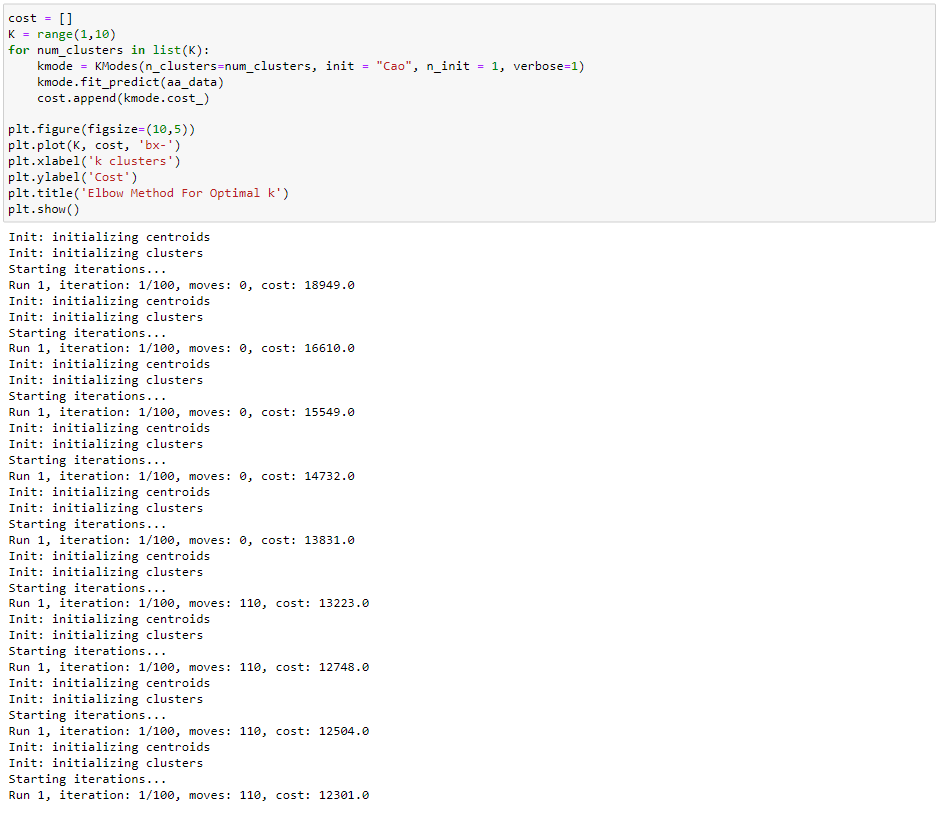 cost = []
K = range(1,10)
for num_clusters in list(K):
    kmode = KModes(n_clusters=num_clusters, init = "Cao", n_init = 1, verbose=1)
    kmode.fit_predict(aa_data)
    cost.append(kmode.cost_)

plt.figure(figsize=(10,5))
plt.plot(K, cost, 'bx-')
plt.xlabel('k clusters')
plt.ylabel('Cost')
plt.title('Elbow Method For Optimal k')
plt.show()
Init: initializing centroids
Init: initializing clusters
Starting iterations...
Run 1, iteration: 1/100, moves: 0, cost: 18949.0
Init: initializing centroids
Init: initializing clusters
Starting iterations...
Run 1, iteration: 1/100, moves: 0, cost: 16610.0
Init: initializing centroids
Init: initializing clusters
Starting iterations...
Run 1, iteration: 1/100, moves: 0, cost: 15549.0
Init: initializing centroids
Init: initializing clusters
Starting iterations...
Run 1, iteration: 1/100, moves: 0, cost: 14732.0
Init: initializing centroids
Init: initializing clusters
Starting iterations...
Run 1, iteration: 1/100, moves: 0, cost: 13831.0
Init: initializing centroids
Init: initializing clusters
Starting iterations...
Run 1, iteration: 1/100, moves: 110, cost: 13223.0
Init: initializing centroids
Init: initializing clusters
Starting iterations...
Run 1, iteration: 1/100, moves: 110, cost: 12748.0
Init: initializing centroids
Init: initializing clusters
Starting iterations...
Run 1, iteration: 1/100, moves: 110, cost: 12504.0
Init: initializing centroids
Init: initializing clusters
Starting iterations...
Run 1, iteration: 1/100, moves: 110, cost: 12301.0